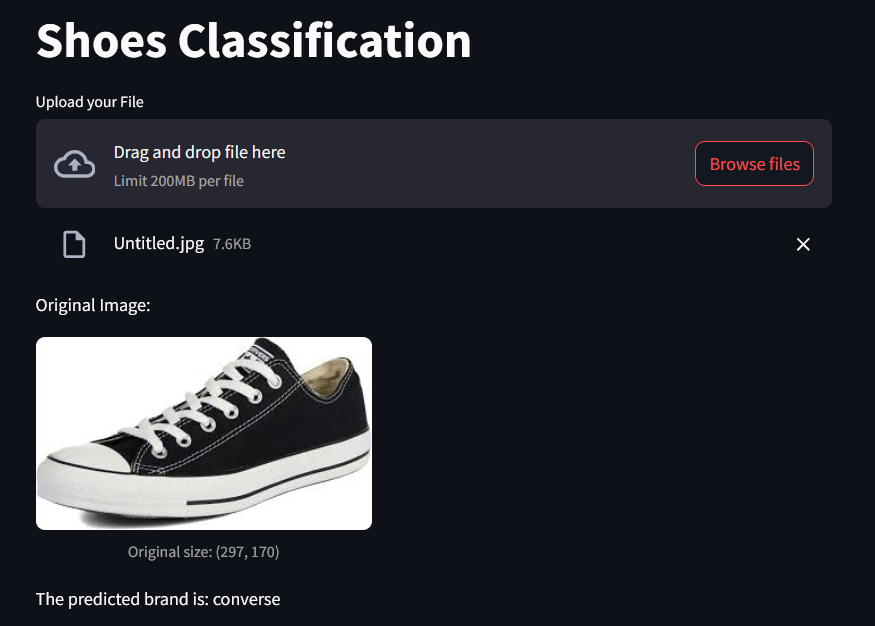 Shoes Classification
Upload your File
Drag and drop file here
Limit 200MB per file
Browse files
Untitled.jpg 7.6KB
Original Image:
Original size: (297, 170)
The predicted brand is: converse